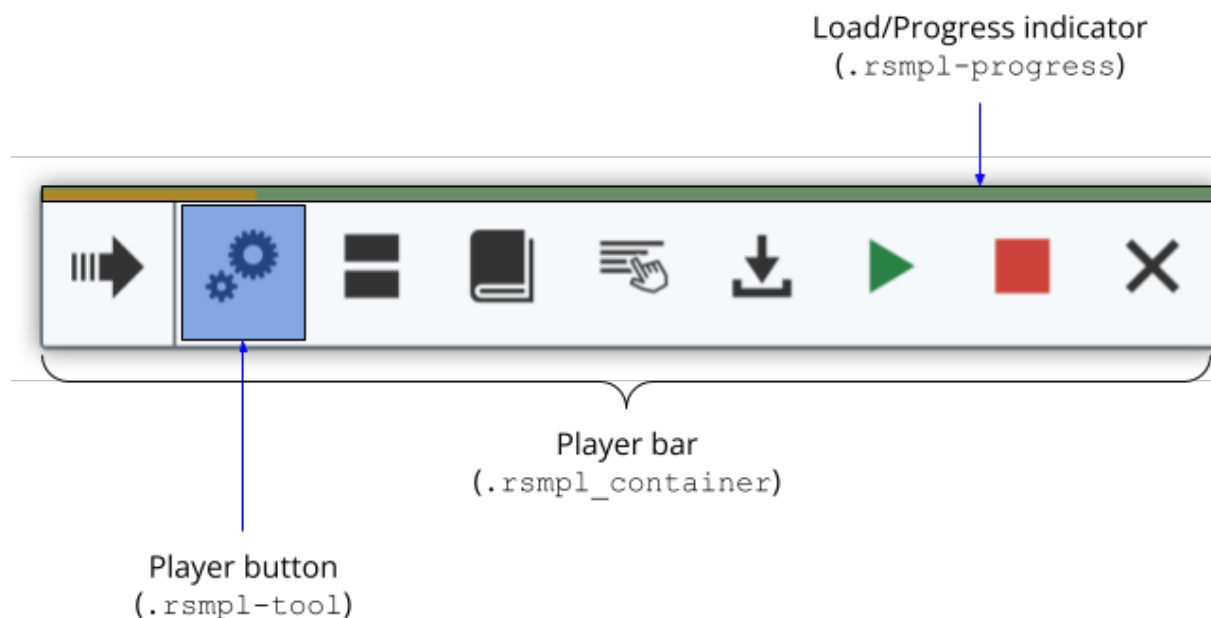 Load/Progress indicator
(.rsmpl-progress)
Player bar
(.rsmpl_container)
Player button
(.rsmpl-tool)